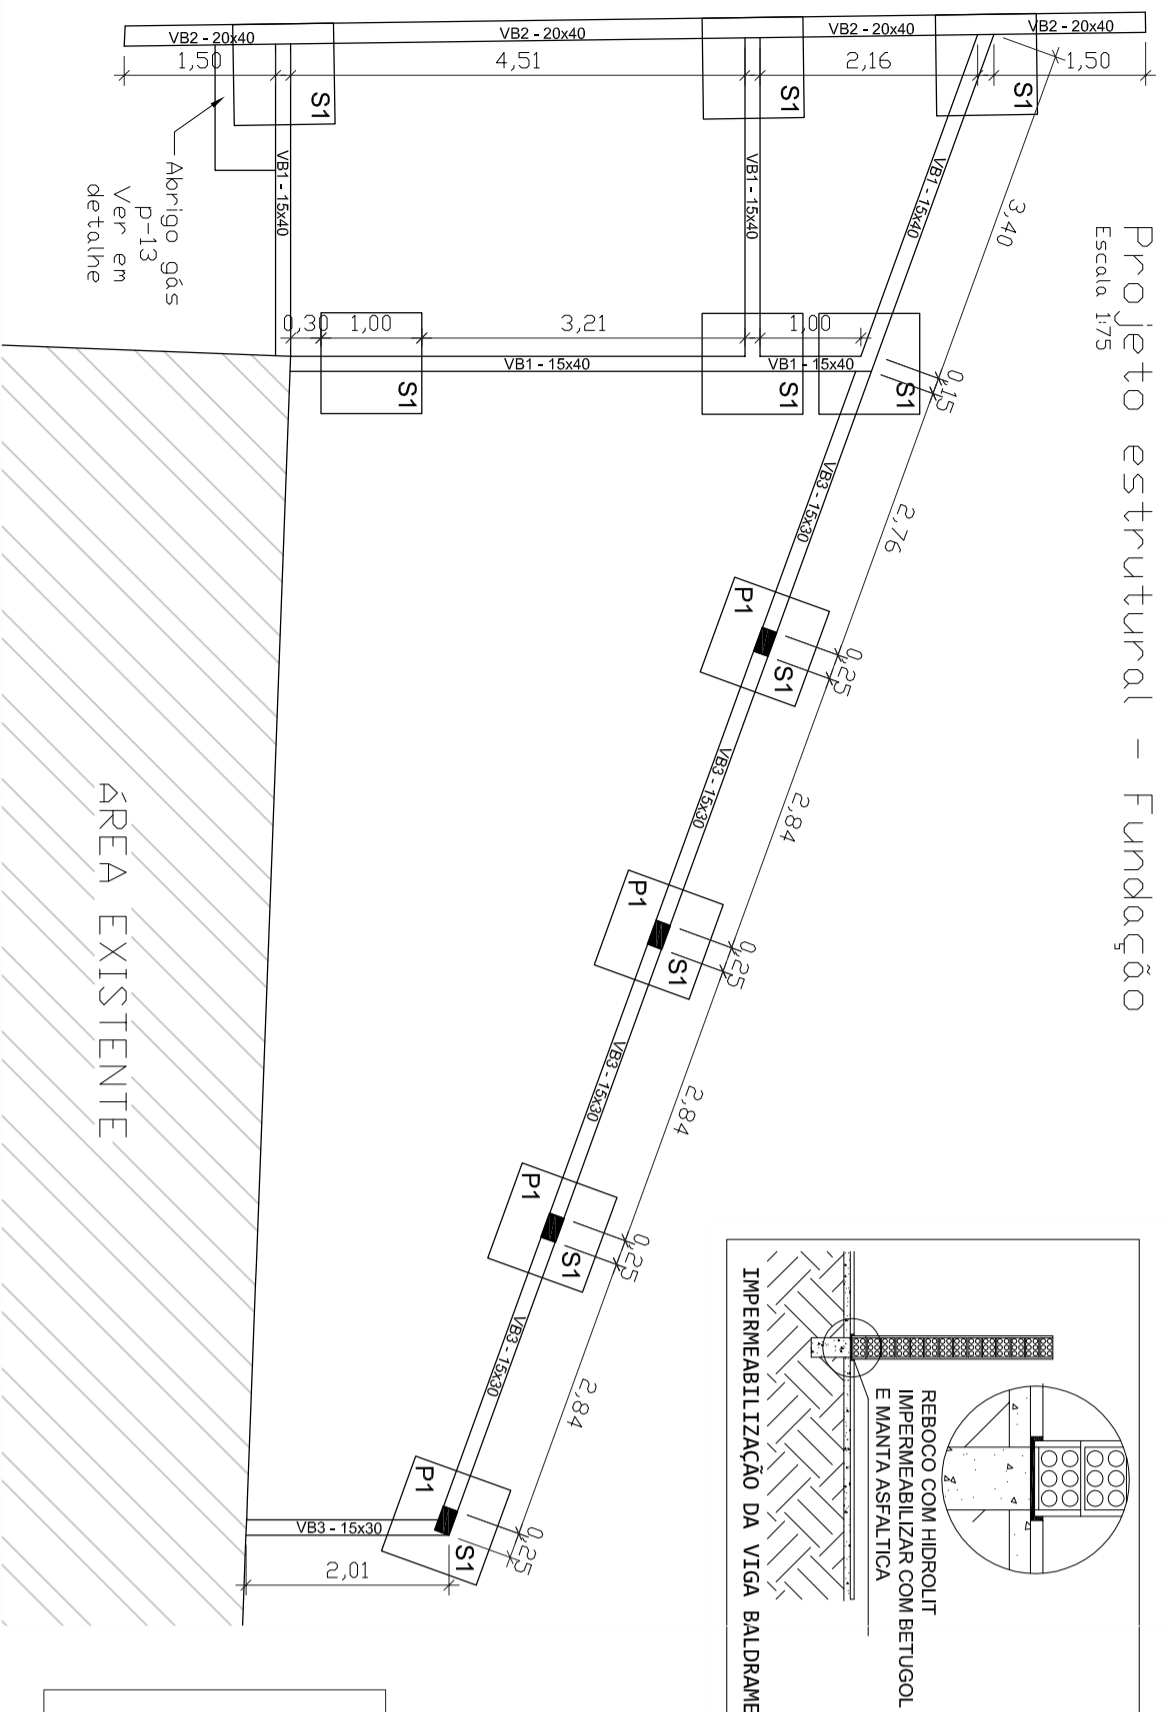 Projeto estrutural - Fundação
Escala 1:75
VB2 - 20x40
VB2 - 20x40
VB2 - 20x40
VB2 - 20x40
1,50
4,51
2,16
1,50
S1
S1
S1
Abrigo gás
p-13
Ver em
detalhe
VB1 - 15x40
VB1 - 15x40
VB1 - 15x40
3,40
0,30
1,00
3,21
1,00
VB1 - 15x40
VB1 - 15x40
S1
S1
S1
0,15
VB3 - 15x30
2,76
P1
S1
0,25
VB3 - 15x30
2,84
P1
S1
0,25
VB3 - 15x30
2,84
P1
S1
0,25
VB3 - 15x30
2,84
P1
S1
0,25
VB3 - 15x30
2,01
ÁREA EXISTENTE
REBOCO COM HIDROLIT
IMPERMEABILIZAR COM BETUGOL
E MANTA ASFALTICA
IMPERMEABILIZAÇÃO DA VIGA BALDRAME